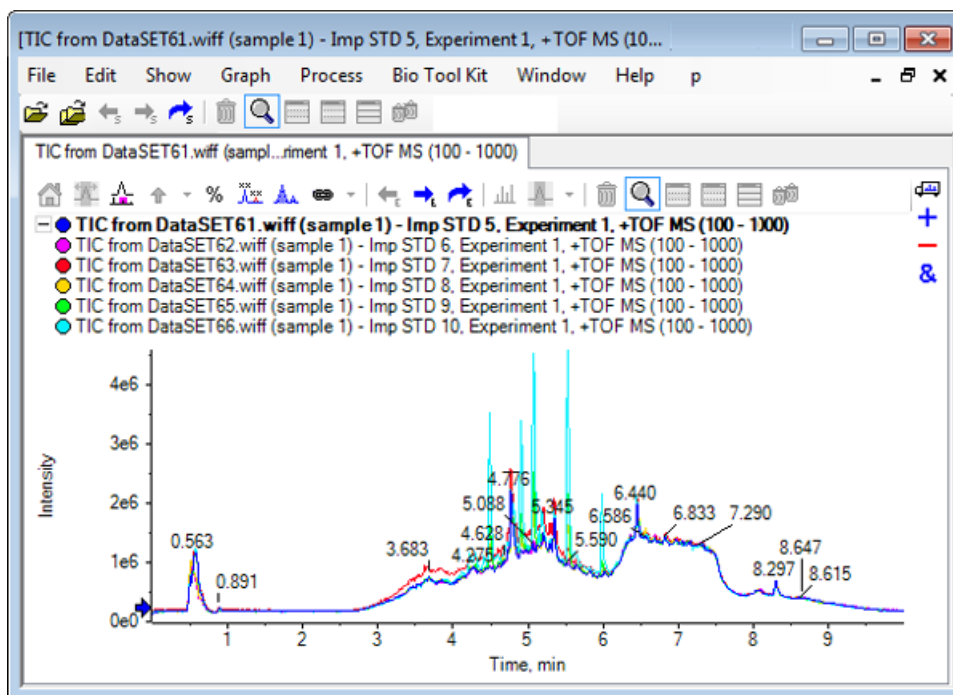 [TIC from DataSET61.wiff (sample 1) - Imp STD 5, Experiment 1, +TOF MS (10...
File Edit Show Graph Process Bio Tool Kit Window Help p
TIC from DataSET61.wiff (sampl...riment 1, +TOF MS (100 - 1000)
%
TIC from DataSET61.wiff (sample 1) - Imp STD 5, Experiment 1, +TOF MS (100 - 1000)
TIC from DataSET62.wiff (sample 1) - Imp STD 6, Experiment 1, +TOF MS (100 - 1000)
TIC from DataSET63.wiff (sample 1) - Imp STD 7, Experiment 1, +TOF MS (100 - 1000)
TIC from DataSET64.wiff (sample 1) - Imp STD 8, Experiment 1, +TOF MS (100 - 1000)
TIC from DataSET65.wiff (sample 1) - Imp STD 9, Experiment 1, +TOF MS (100 - 1000)
TIC from DataSET66.wiff (sample 1) - Imp STD 10, Experiment 1, +TOF MS (100 - 1000)
&
Intensity
4e6
3e6
2e6
1e6
0e0
0.563
0.891
3.683
4.275
4.628
5.088
4.776
5.345
5.590
6.440
6.586
6.833
7.290
8.297
8.647
8.615
1 2 3 4 5 6 7 8 9
Time, min